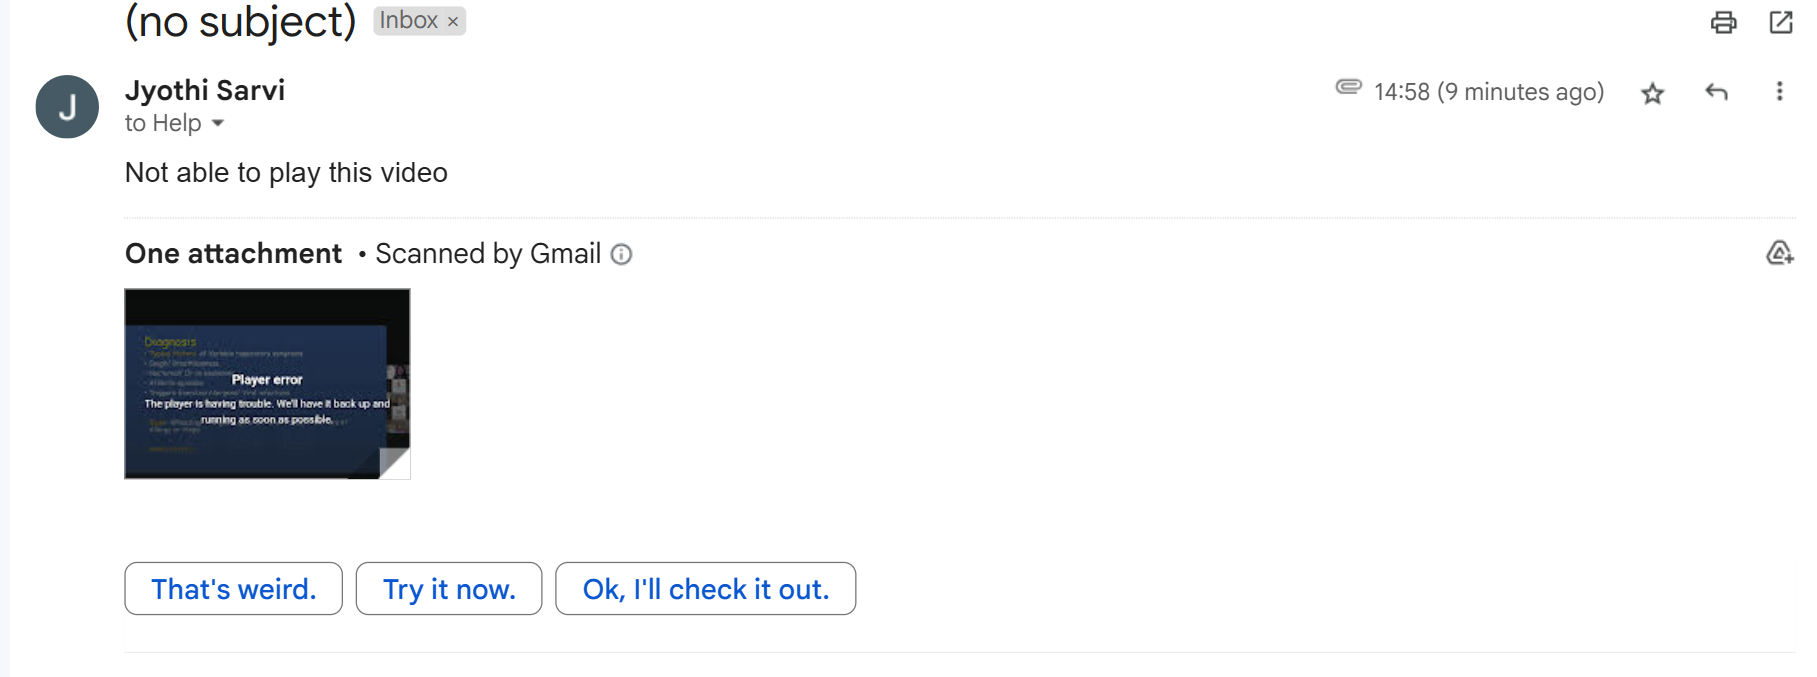 (no subject) Inbox ×
J
Jyothi Sarvi
14:58 (9 minutes ago)
to Help
Not able to play this video
One attachment • Scanned by Gmail
Diagnosis
Player error
The player is having trouble. We'll have it back up and
running as soon as possible.
That's weird.
Try it now.
Ok, I'll check it out.